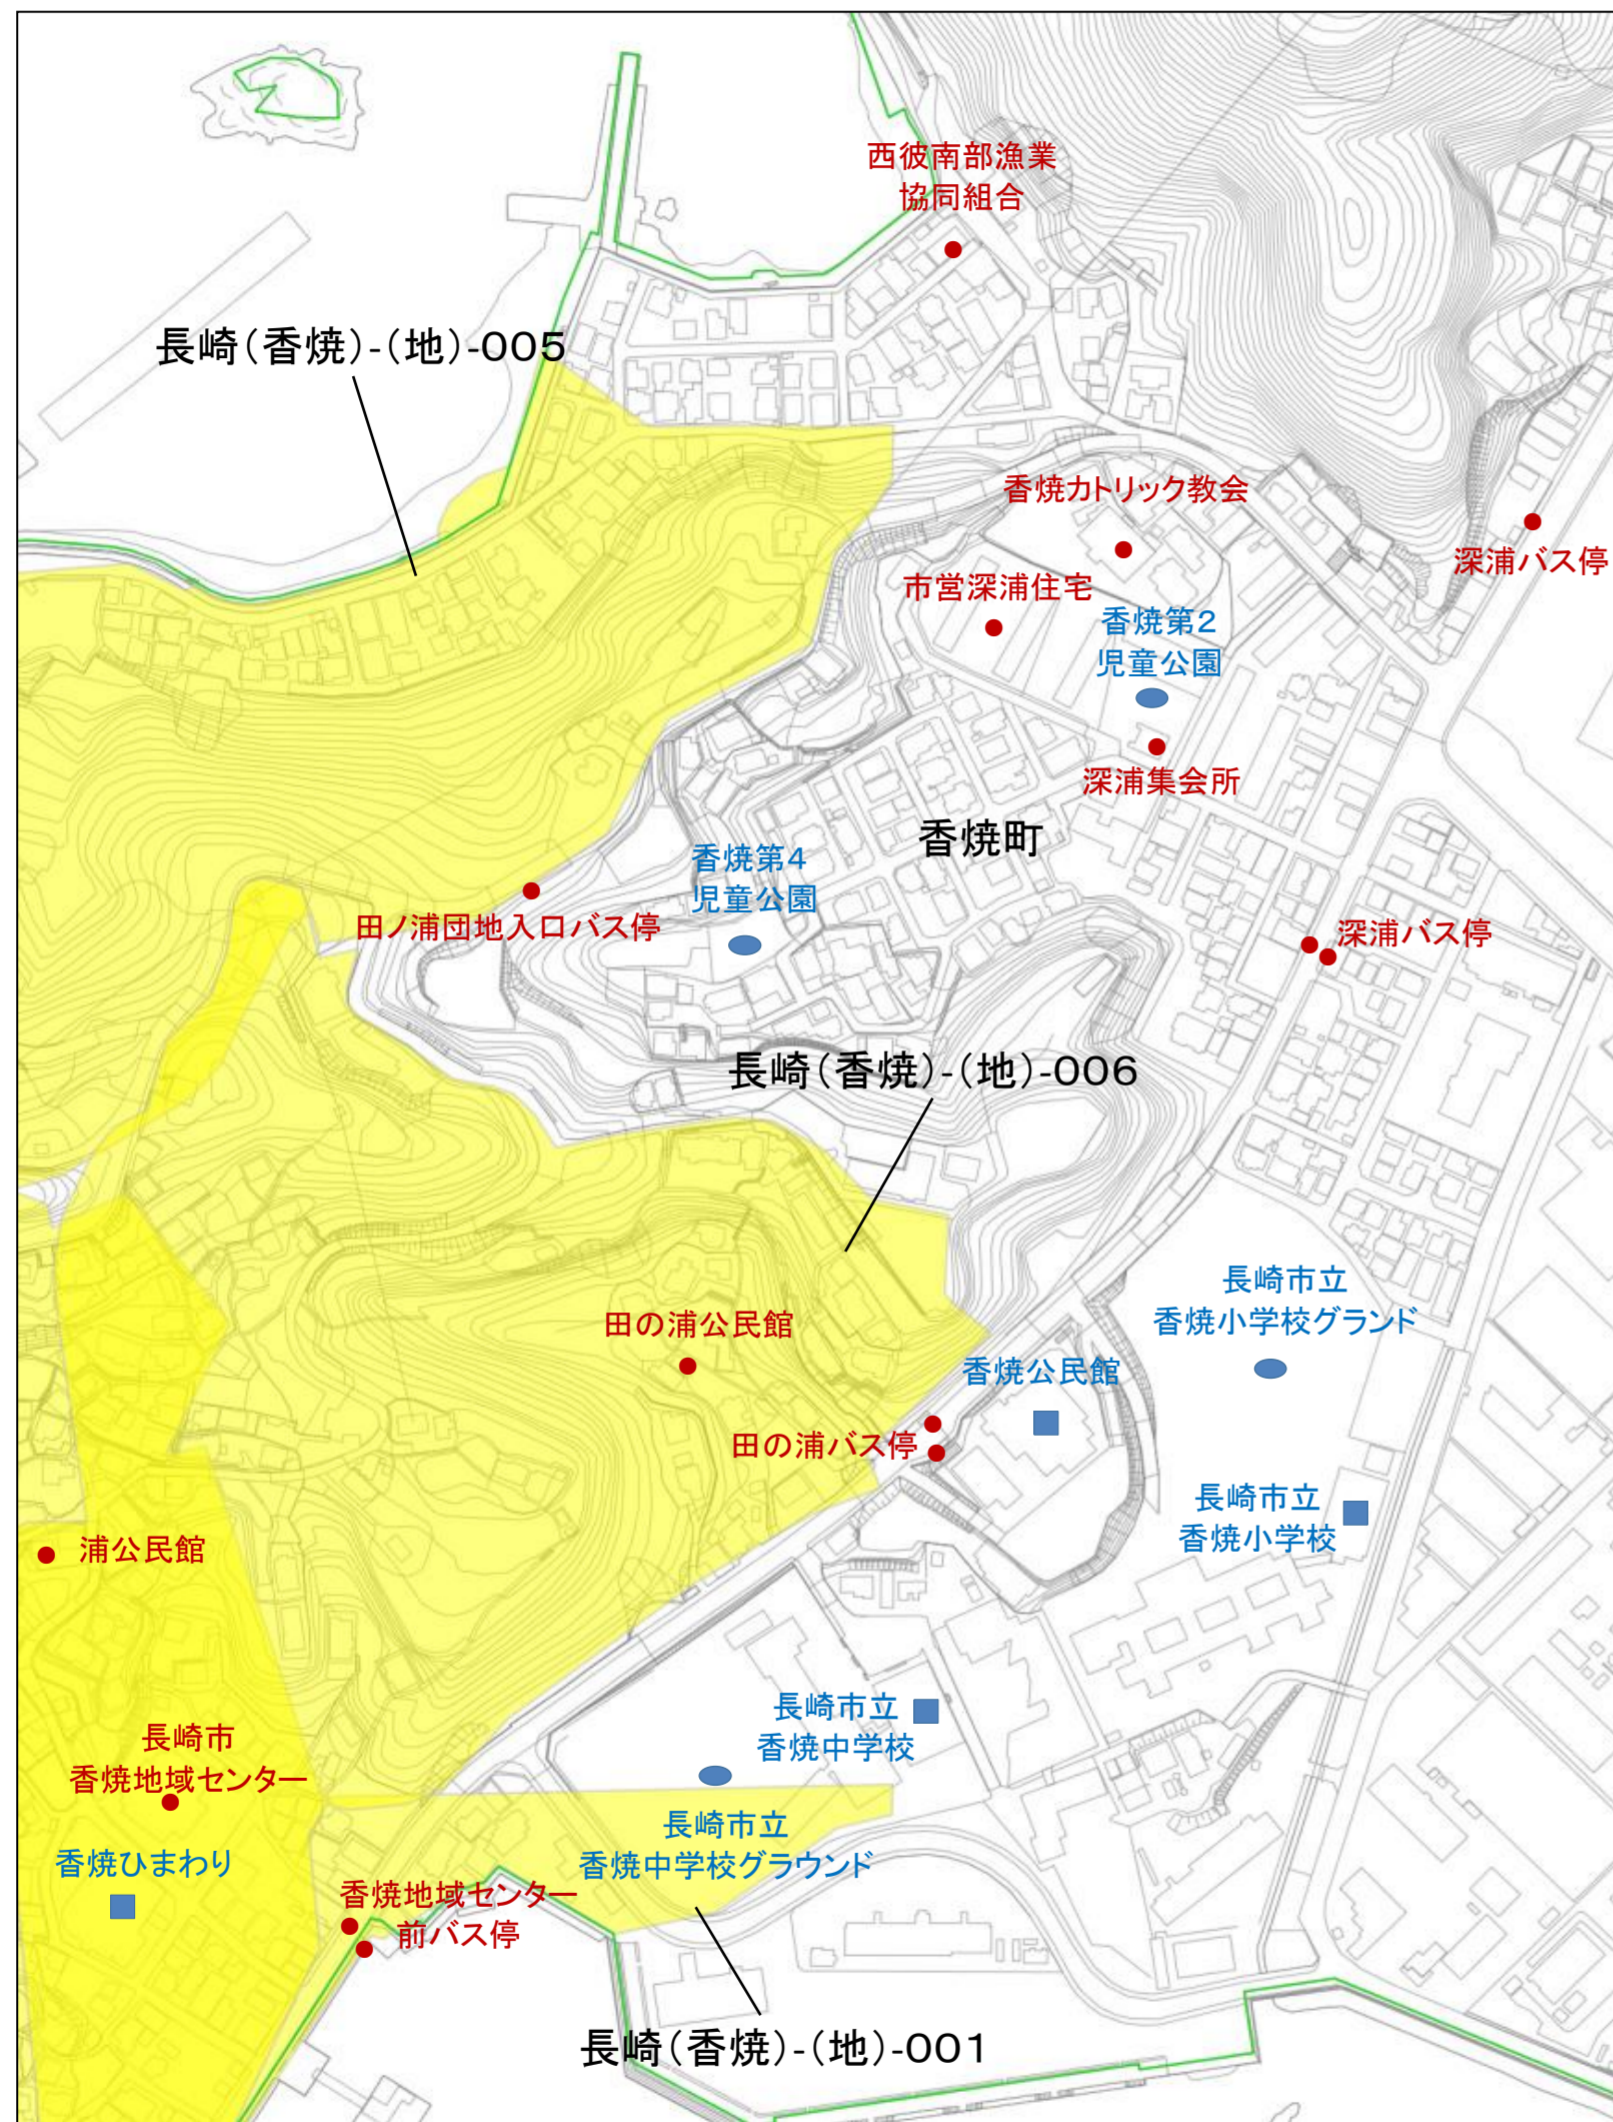 西彼南部漁業
協同組合
長崎(香焼)-(地)-005
香焼カトリック教会
深浦バス停
市営深浦住宅
香焼第2
児童公園
深浦集会所
香焼町
香焼第4
児童公園
田ノ浦団地入口バス停
深浦バス停
長崎(香焼)-(地)-006
長崎市立
香焼小学校グランド
田の浦公民館
香焼公民館
田の浦バス停
長崎市立
香焼小学校
浦公民館
長崎市立
香焼中学校
長崎市
香焼地域センター
長崎市立
香焼中学校グラウンド
香焼ひまわり
香焼地域センター
前バス停
長崎(香焼)-(地)-001